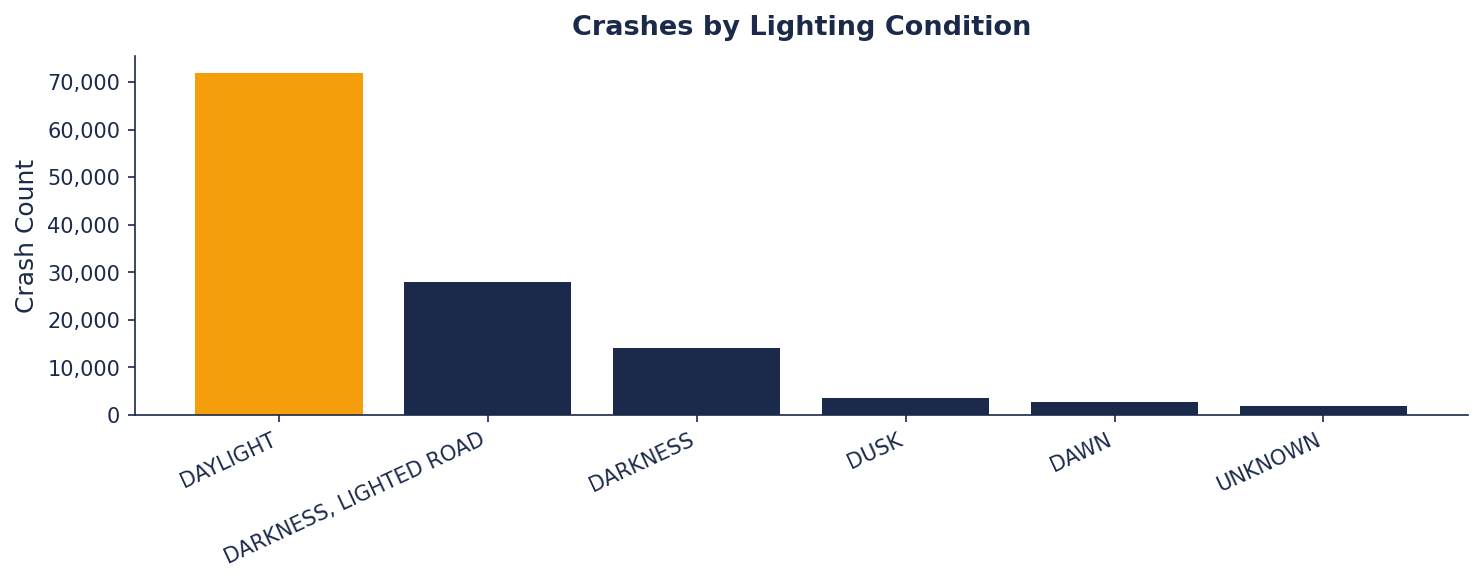 Crashes by Lighting Condition
Crash Count
70,000
60,000
50,000
40,000
30,000
20,000
10,000
0
DAYLIGHT
DARKNESS, LIGHTED ROAD
DARKNESS
DUSK
DAWN
UNKNOWN